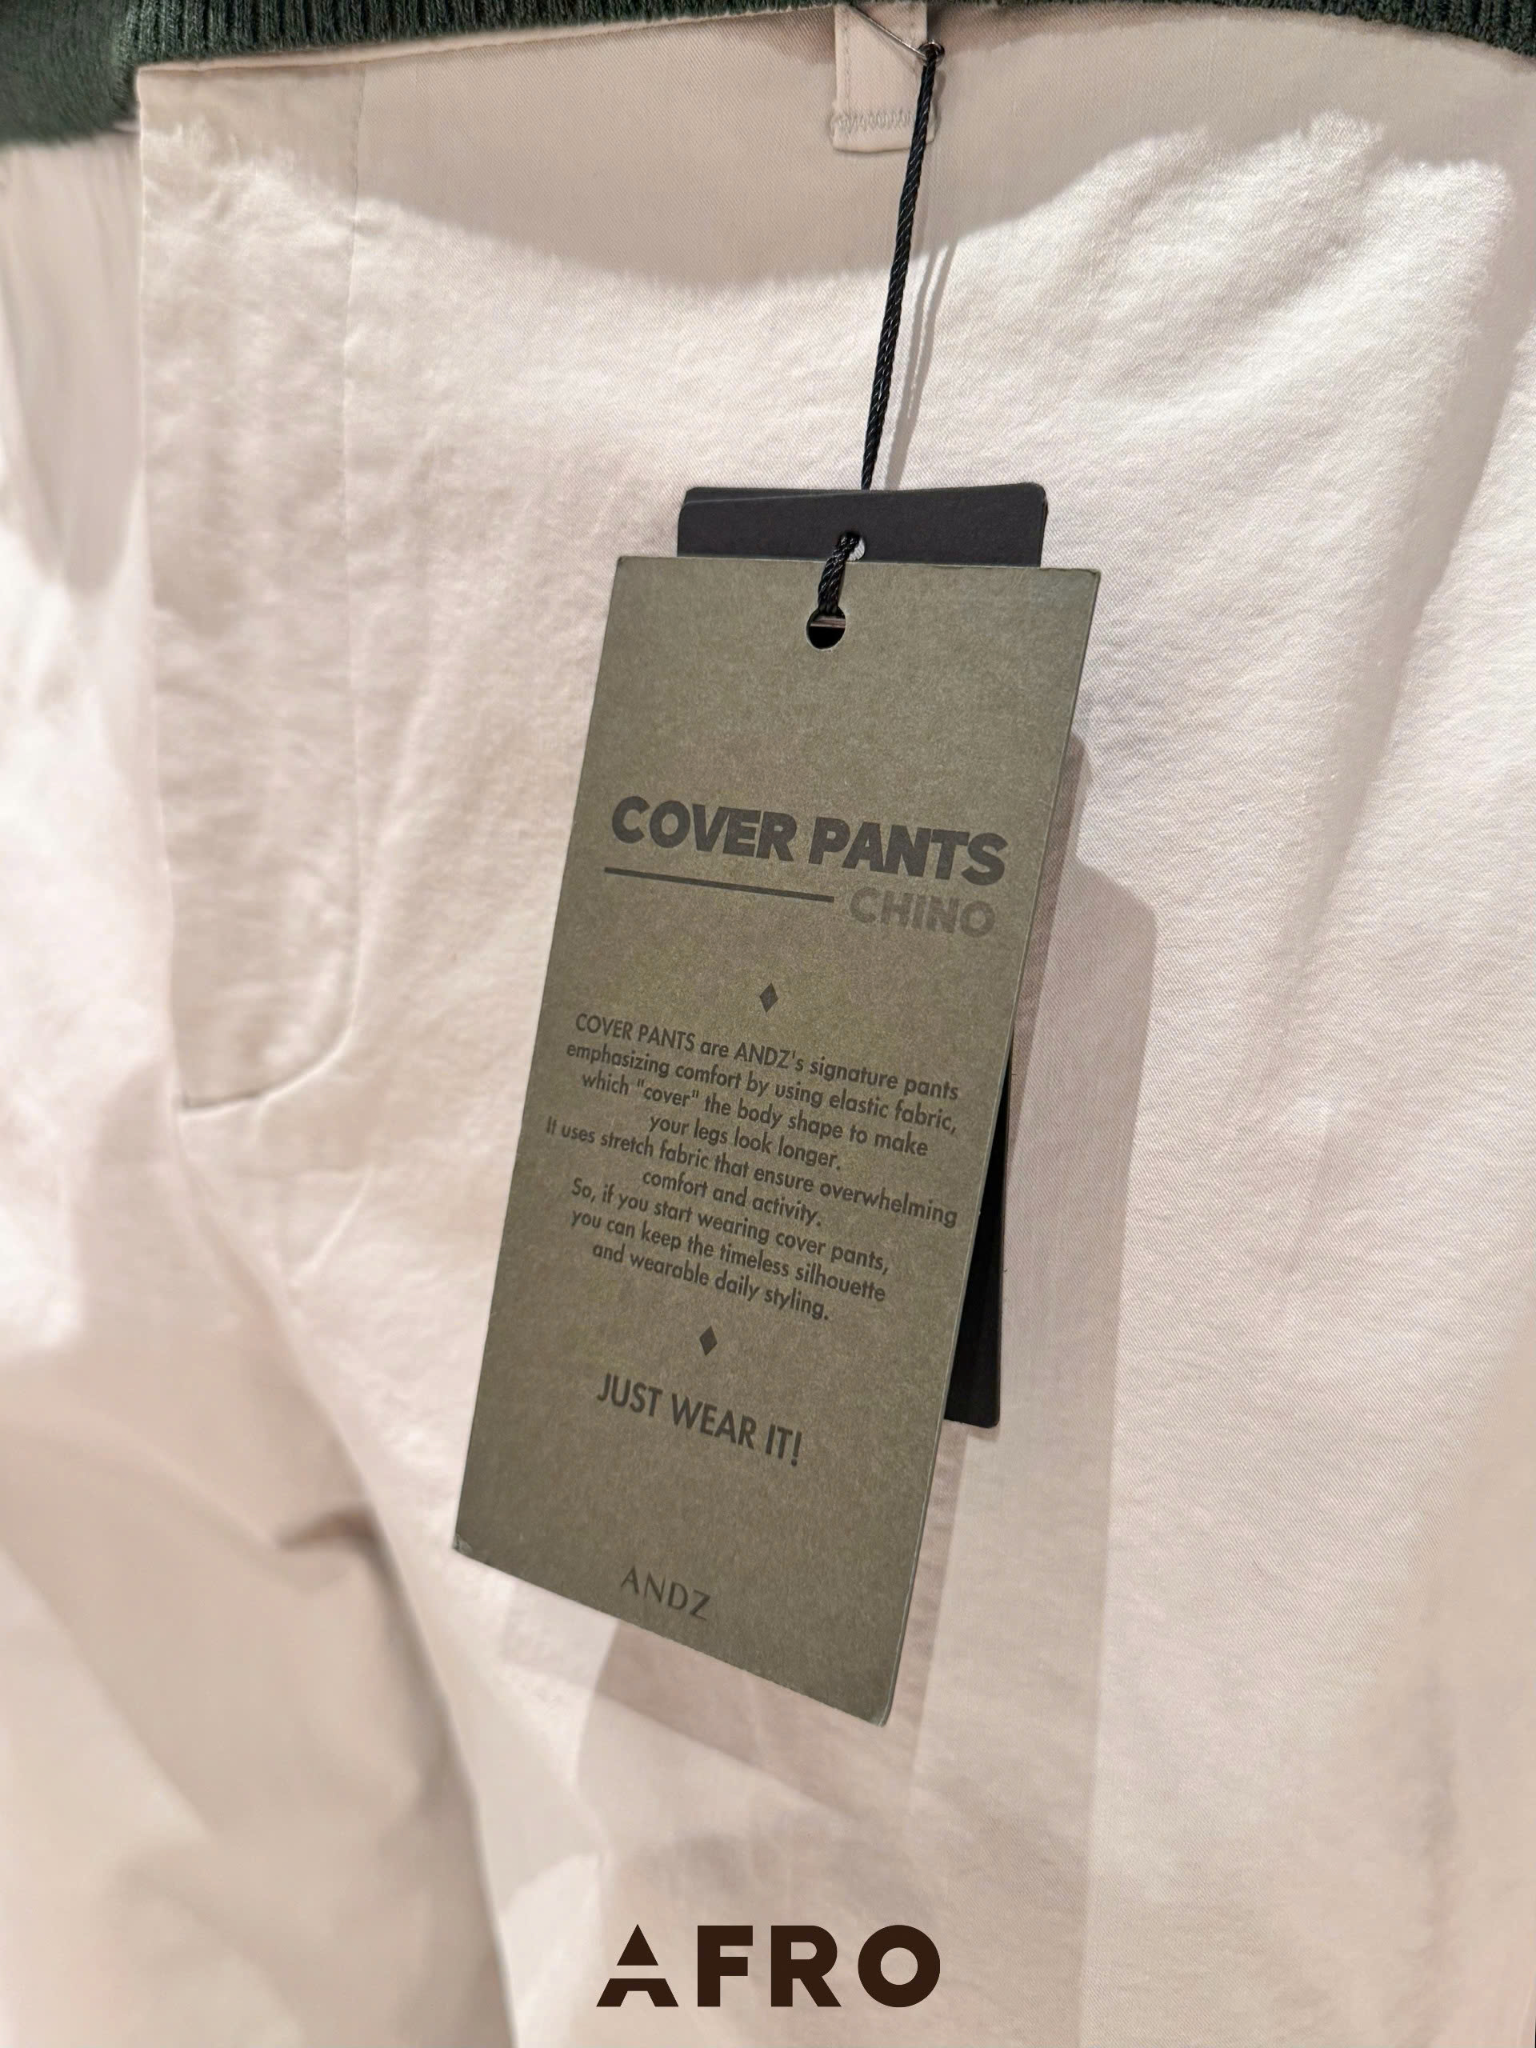 COVER PANTS
CHINO
COVER PANTS are ANDZ's signature pants
emphasizing comfort by using elastic fabric,
which "cover" the body shape to make
your legs look longer.
It uses stretch fabric that ensure overwhelming
comfort and activity.
So, if you start wearing cover pants,
you can keep the timeless silhouette
and wearable daily styling.
JUST WEAR IT!
ANDZ
AFRO